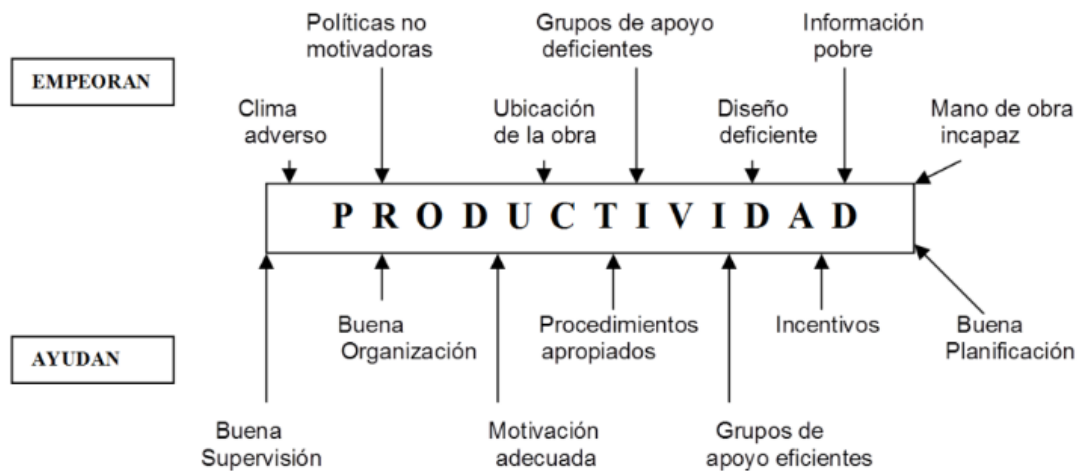 Políticas no
motivadoras
Grupos de apoyo
deficientes
Información
pobre
EMPEORAN
Clima
adverso
Ubicación
de la obra
Diseño
deficiente
Mano de obra
incapaz
PRODUCTIVIDAD
Buena
Organización
Procedimientos
apropiados
Incentivos
Buena
Planificación
AYUDAN
Buena
Supervisión
Motivación
adecuada
Grupos de
apoyo eficientes